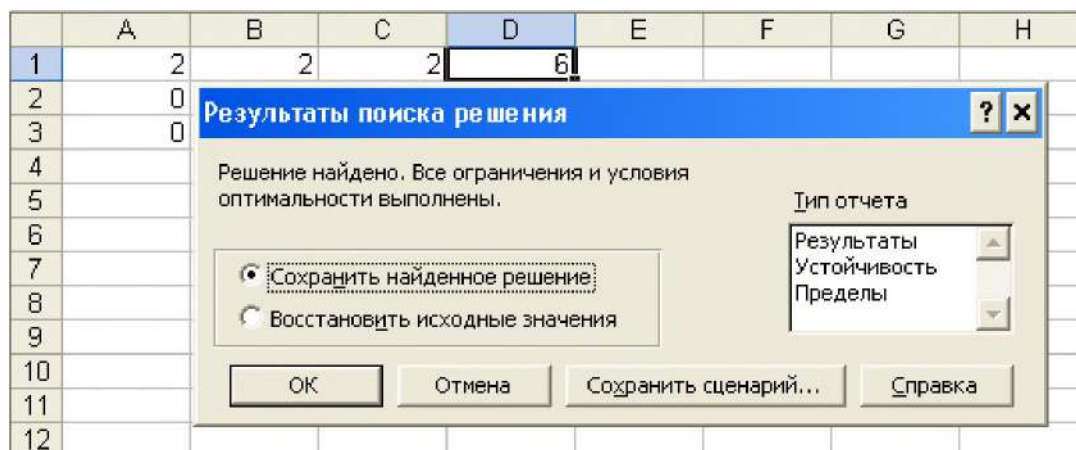 A B C D E F G H
1 2 2 2 6
2 0
3 0
Результаты поиска решения ? ×
4
Решение найдено. Все ограничения и условия
5
оптимальности выполнены.
Тип отчета
6
Результаты
7
Сохранить найденное решение
Устойчивость
8
Пределы
Восстановить исходные значения
9
10
ОК Отмена Сохранить сценарий... Справка
11
12